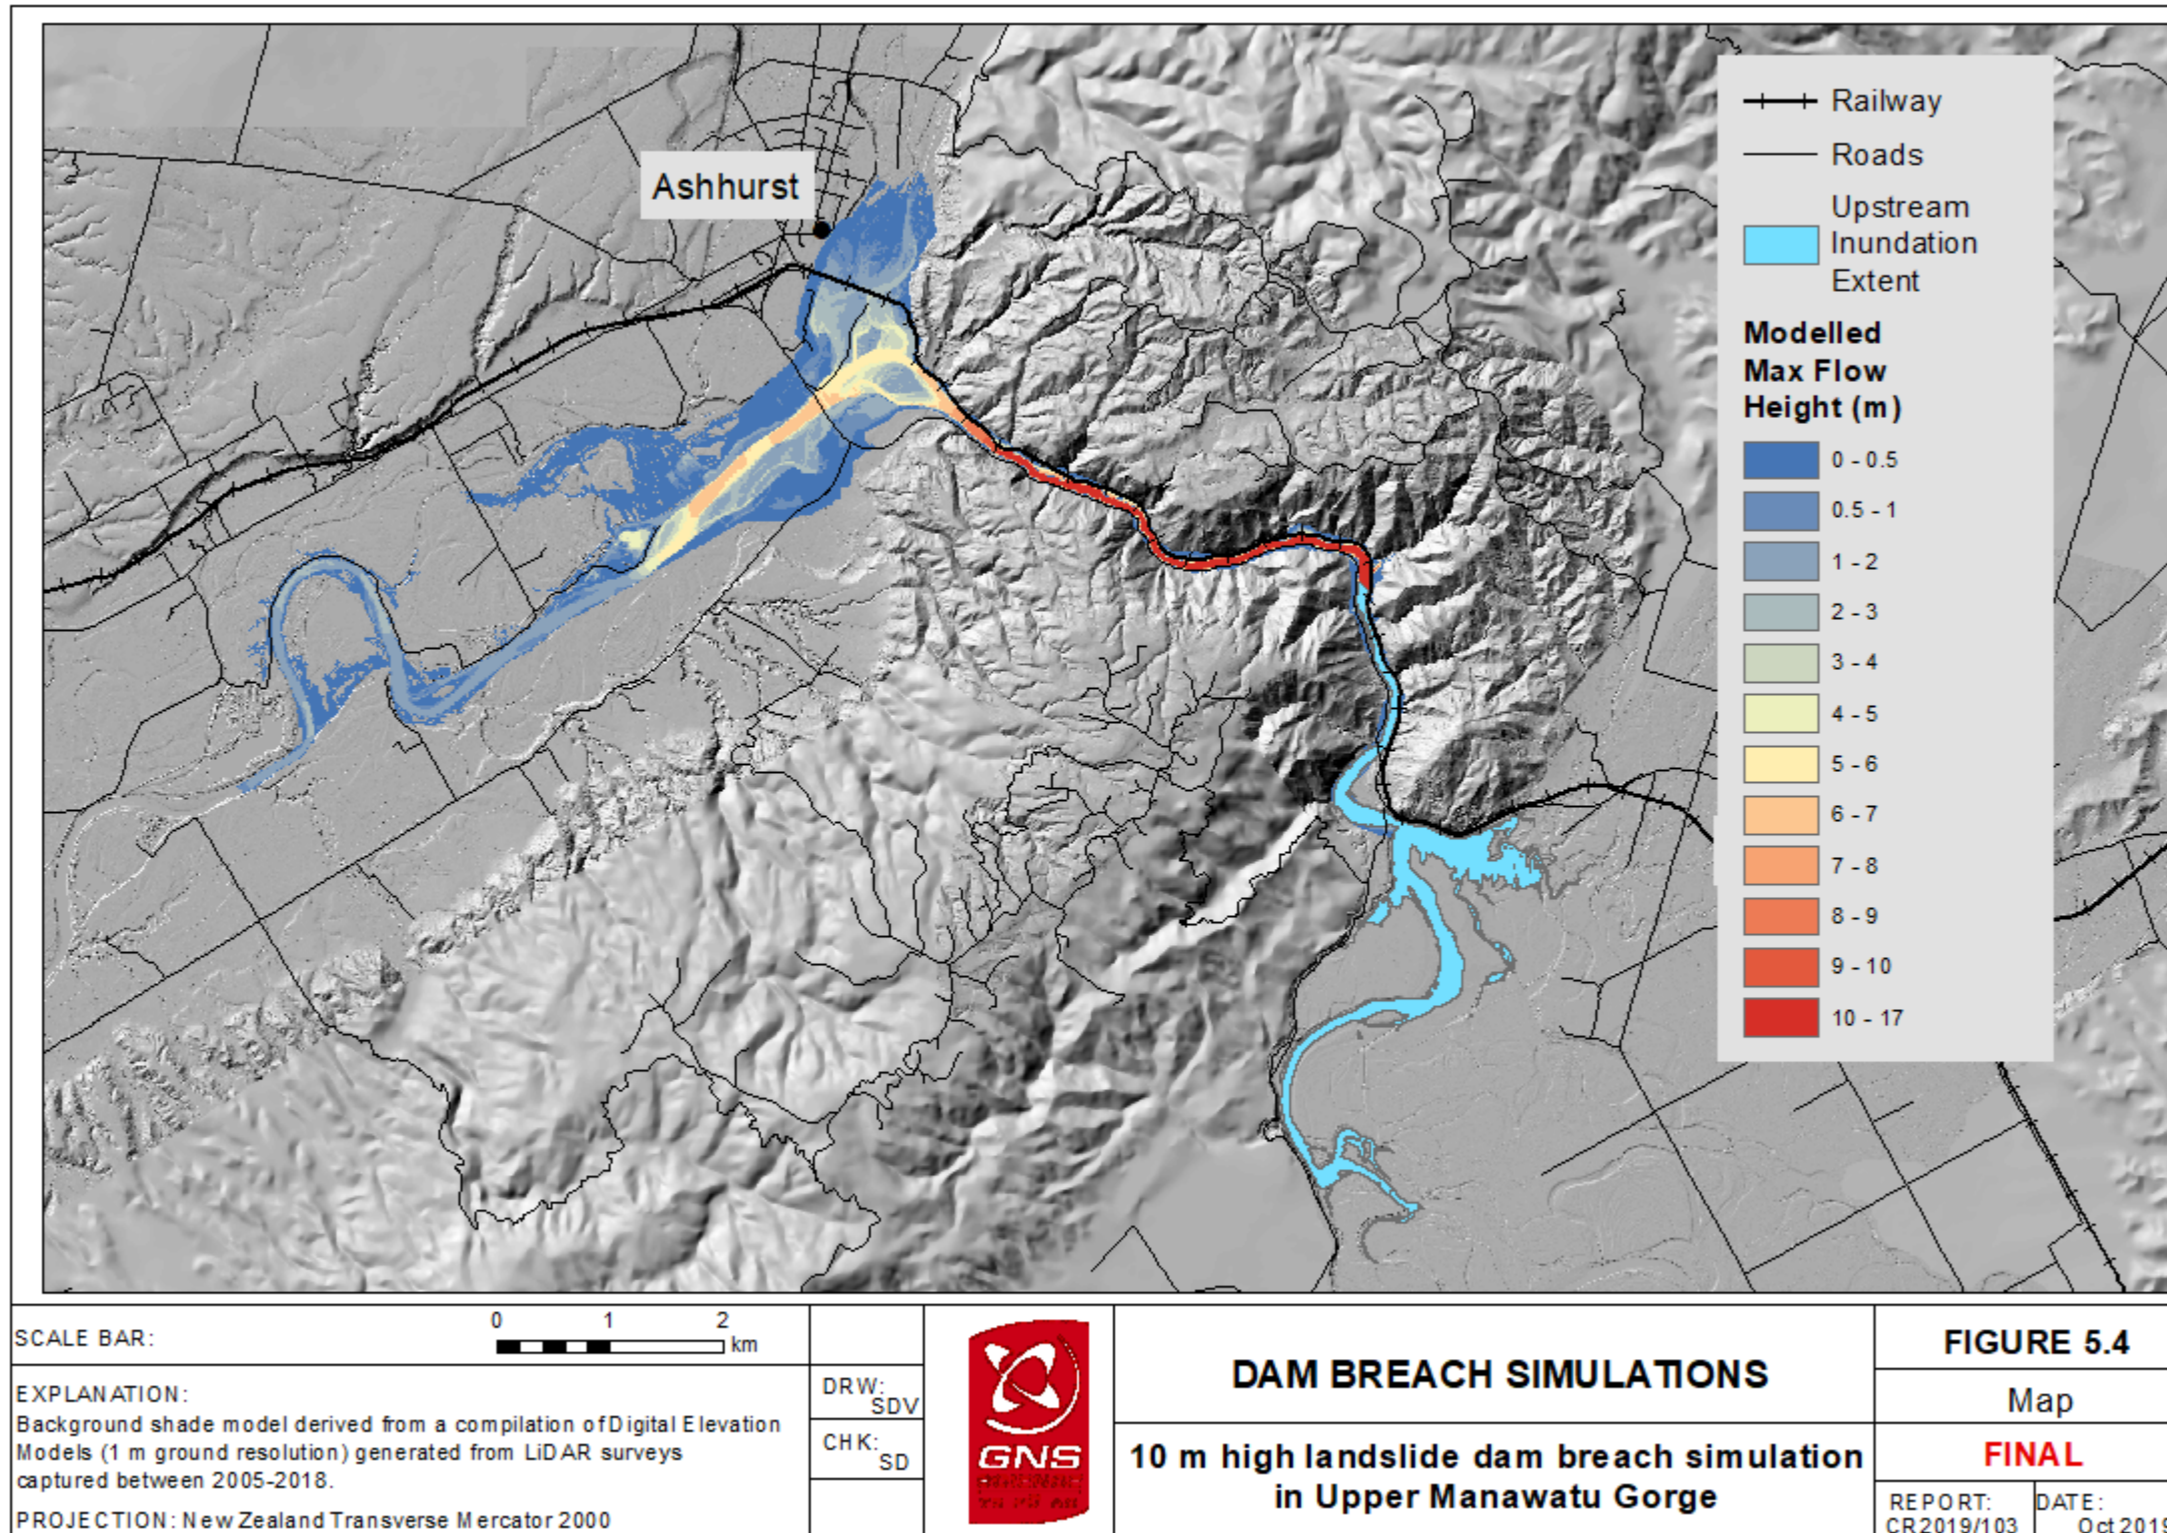 Ashhurst
Railway
Roads
Upstream
Inundation
Extent
Modelled
Max Flow
Height (m)
0 - 0.5
0.5 - 1
1 - 2
2 - 3
3 - 4
4 - 5
5 - 6
6 - 7
7 - 8
8 - 9
9 - 10
10 - 17
SCALE BAR:
0 1 2
km
EXPLANATION:
Background shade model derived from a compilation of Digital Elevation
Models (1 m ground resolution) generated from LiDAR surveys
captured between 2005-2018.
PROJECTION: New Zealand Transverse Mercator 2000
DRW:
SDV
CHK:
SD
GNS
DAM BREACH SIMULATIONS
10 m high landslide dam breach simulation
in Upper Manawatu Gorge
FIGURE 5.4
Map
FINAL
REPORT:
CR2019/103
DATE:
Oct 2019